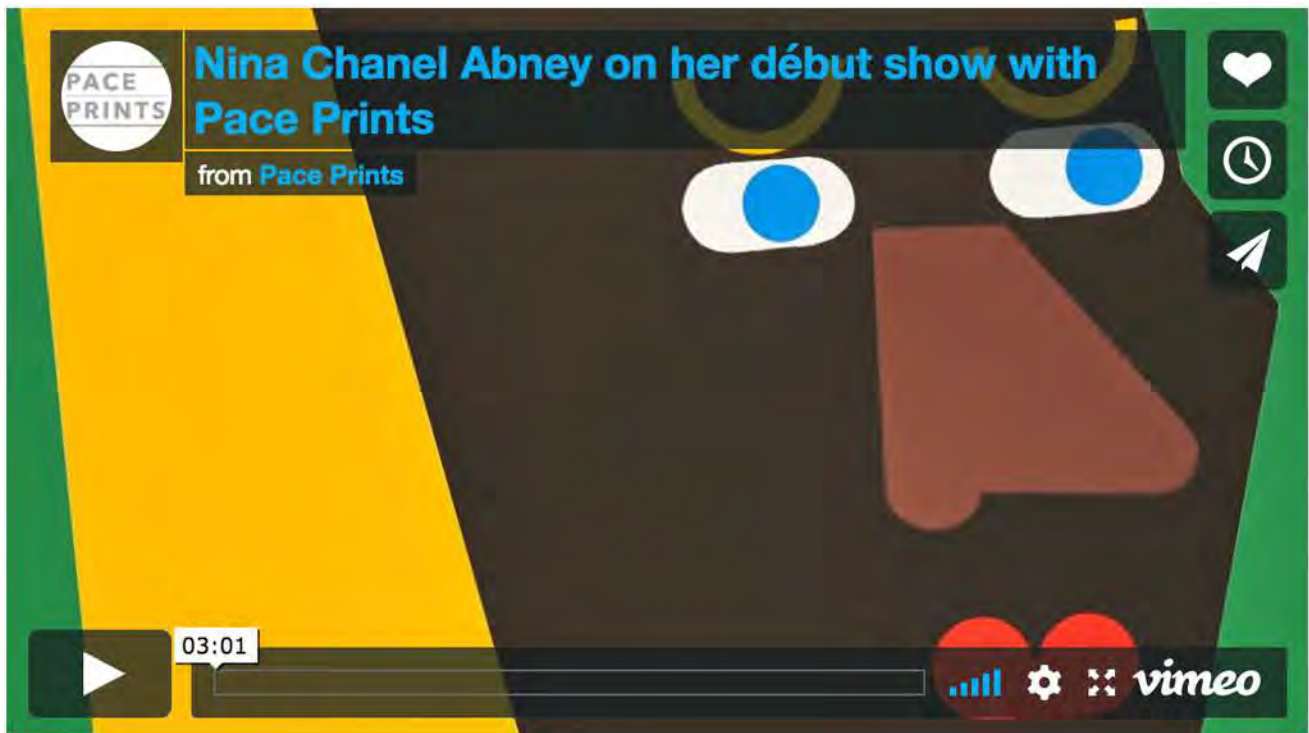 PACE
PRINTS
Nina Chanel Abney on her début show with
Pace Prints
from Pace Prints
03:01
vimeo